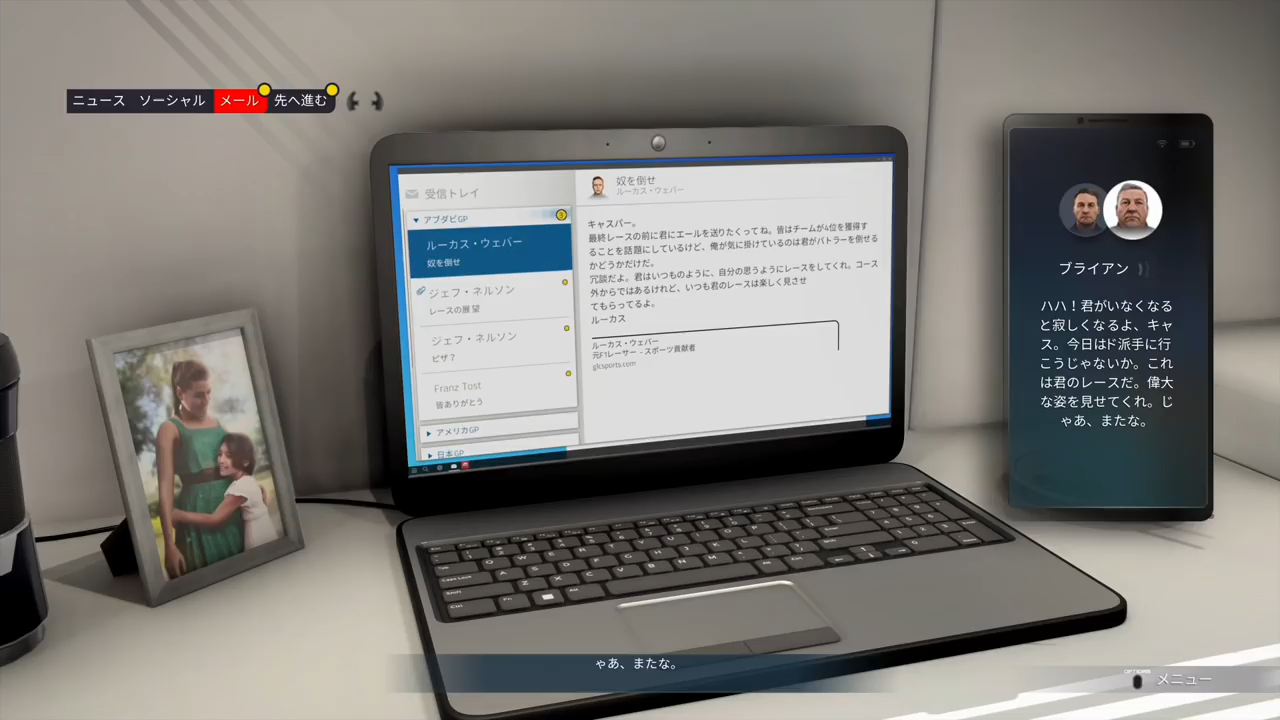 ニュース ソーシャル メール 先へ進む
受信トレイ
アブダビGP
ルーカス・ウェバー
奴を倒せ
ジェフ・ネルソン
レースの展望
ジェフ・ネルソン
ピザ？
Franz Tost
皆ありがとう
アメリカGP
日本GP
奴を倒せ
ルーカス・ウェバー
キャスパー。
最終レースの前に君にエールを送りたくってね。皆はチームが4位を獲得す
ることを話題にしているけど、俺が気に掛けているのは君がバトラーを倒せる
かどうかだけだ。
冗談だよ。君はいつものように、自分の思うようにレースをしてくれ。コース
外からではあるけれど、いつも君のレースは楽しく見させ
てもらってるよ。
ルーカス
ルーカス・ウェバー
元F1レーサー - スポーツ貢献者
glcsports.com
ブライアン
ハハ！君がいなくなる
と寂しくなるよ、キャ
ス。今日はド派手に行
こうじゃないか。これ
は君のレースだ。偉大
な姿を見せてくれ。じ
ゃあ、またな。
ゃあ、またな。
OPTIONS
メニュー